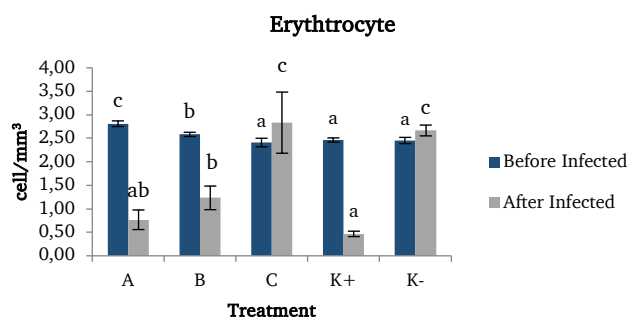 Erythtrocyte
4,00
3,50
3,00
2,50
2,00
1,50
1,00
0,50
0,00
cell/mm³
c
ab
b
b
a
c
a
a
a
c
A B C K+ K-
Treatment
Before Infected
After Infected